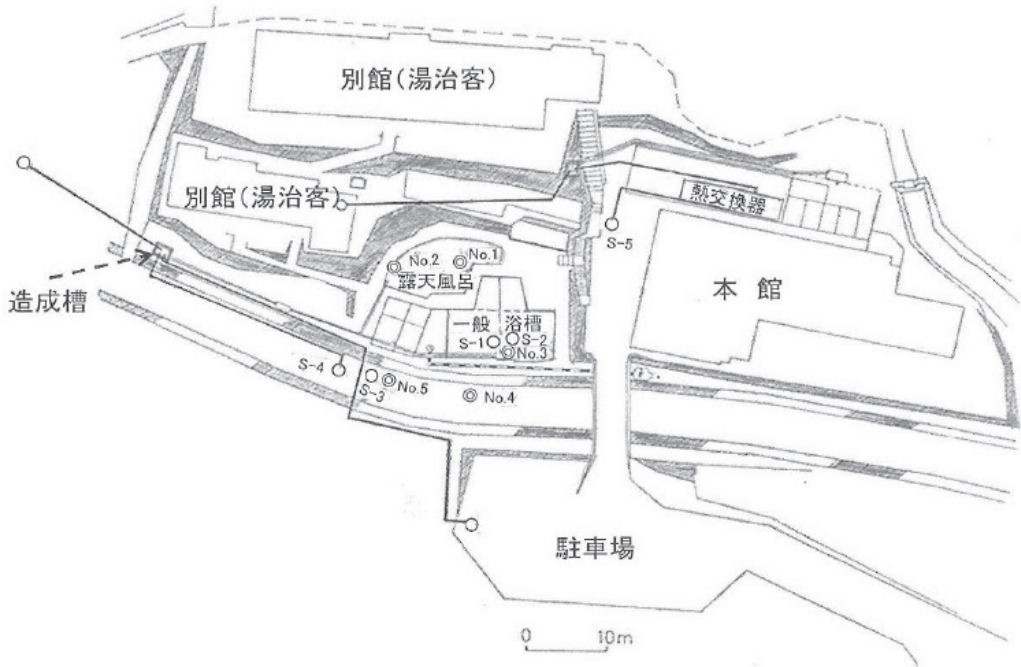 別館(湯治客)
別館(湯治客)
熱交換器
S-5
No.2
No.1
露天風呂
本 館
造成槽
一般 浴槽
S-1
S-2
No.3
S-4
S-3
No.5
No.4
駐車場
0 10m